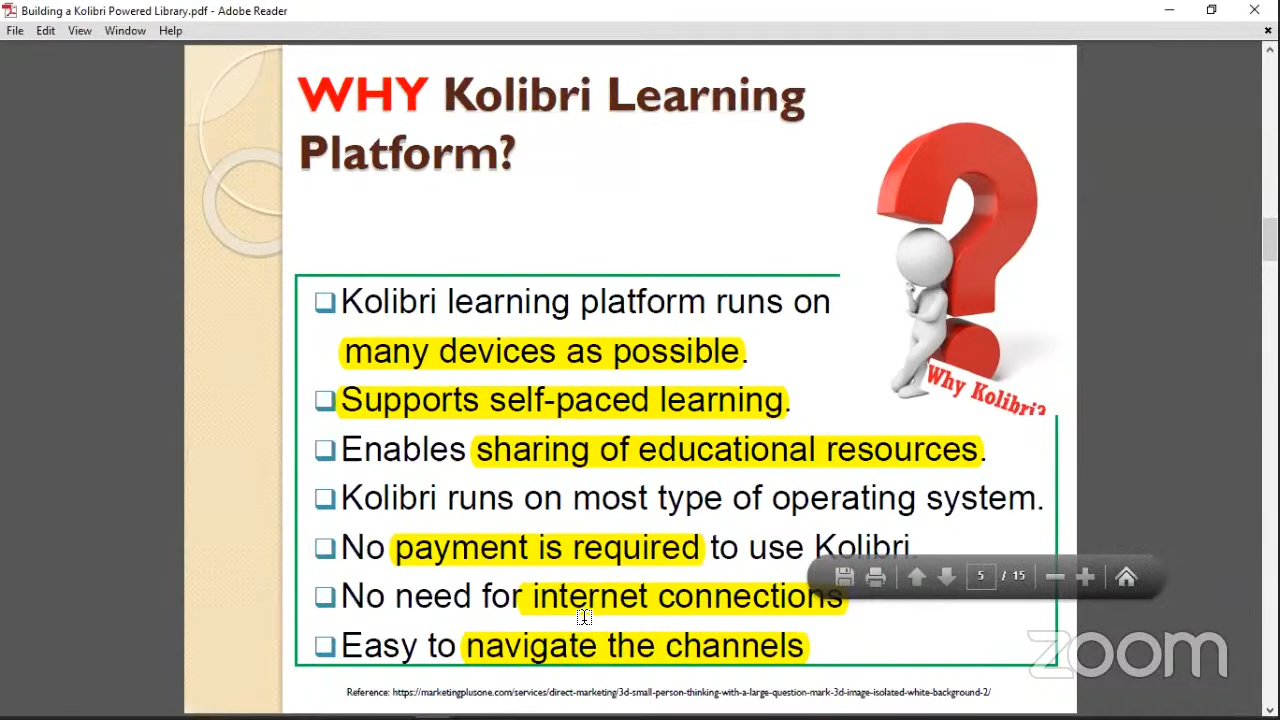 Building a Kolibri Powered Library.pdf - Adobe Reader
File Edit View Window Help
WHY Kolibri Learning
Platform?
Kolibri learning platform runs on
many devices as possible.
Supports self-paced learning.
Enables sharing of educational resources.
Kolibri runs on most type of operating system.
No payment is required to use Kolibri.
No need for internet connections
Easy to navigate the channels
Why Kolibri?
5 / 15
zoom
Reference: https://marketingplusone.com/services/direct-marketing/3d-small-person-thinking-with-a-large-question-mark-3d-image-isolated-white-background-2/